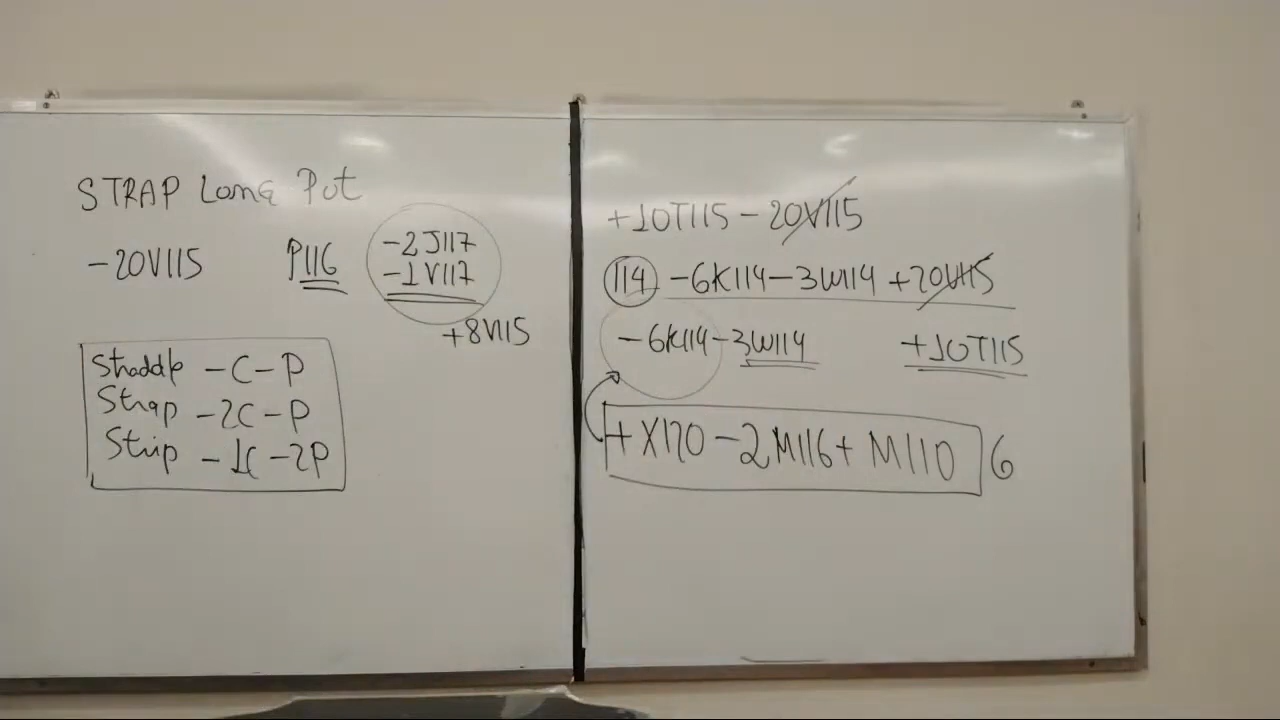 STRAP Long Put
-20V115 P116 -2J117
-1V117
+8V115
Straddle -C-P
Strap -2C-P
Strip -1C-2P
+10T115 - 20V115
114 -6K114-3W114 +20V115
-6K114-3W114 +10T115
+X120-2M116+M110 6